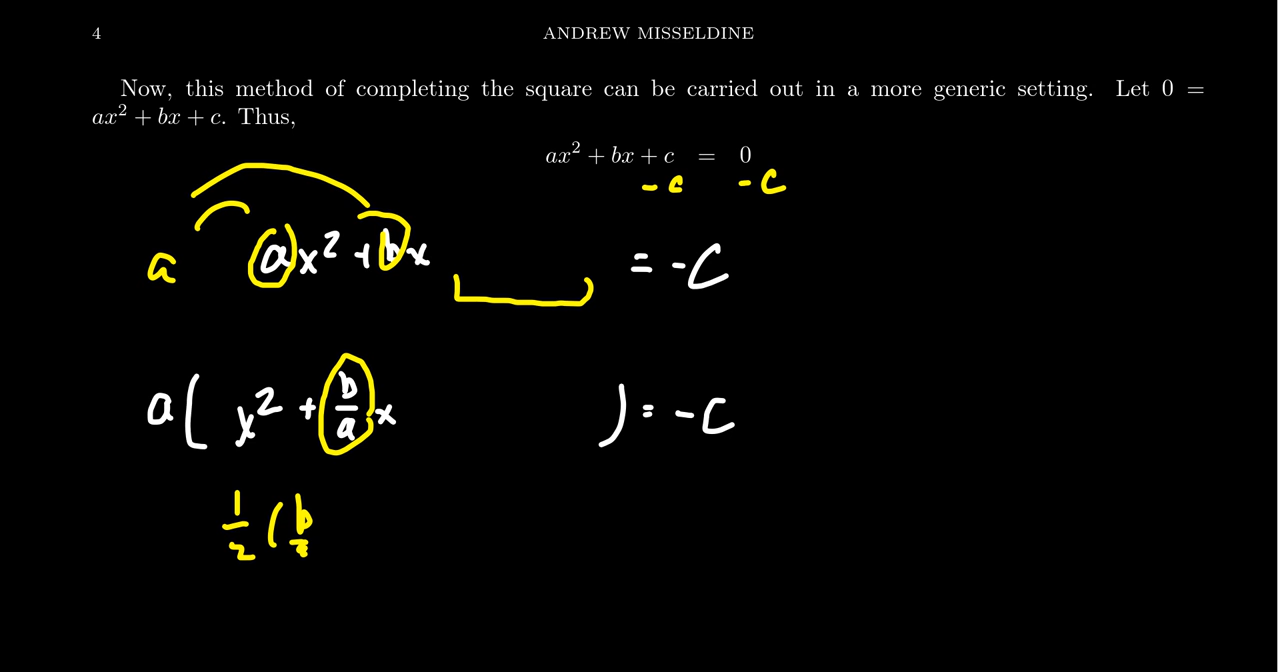 4 ANDREW MISSELDINE
Now, this method of completing the square can be carried out in a more generic setting. Let 0 =
ax² + bx + c. Thus,
ax² + bx + c = 0
-c -c
a ax² + bx = -c
a( x² + b/a x ) = -c
1/2 (b/a